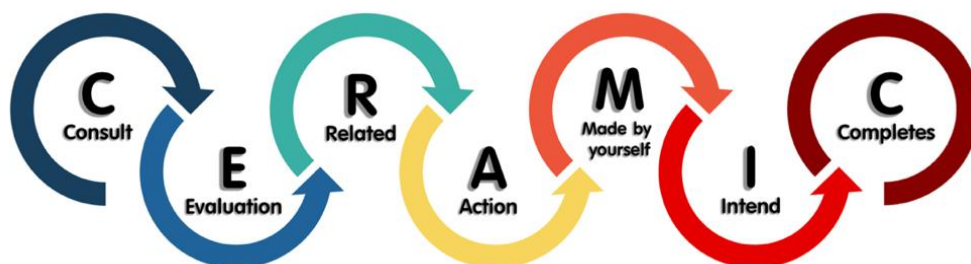 C
Consult
E
Evaluation
R
Related
A
Action
M
Made by
yourself
I
Intend
C
Completes